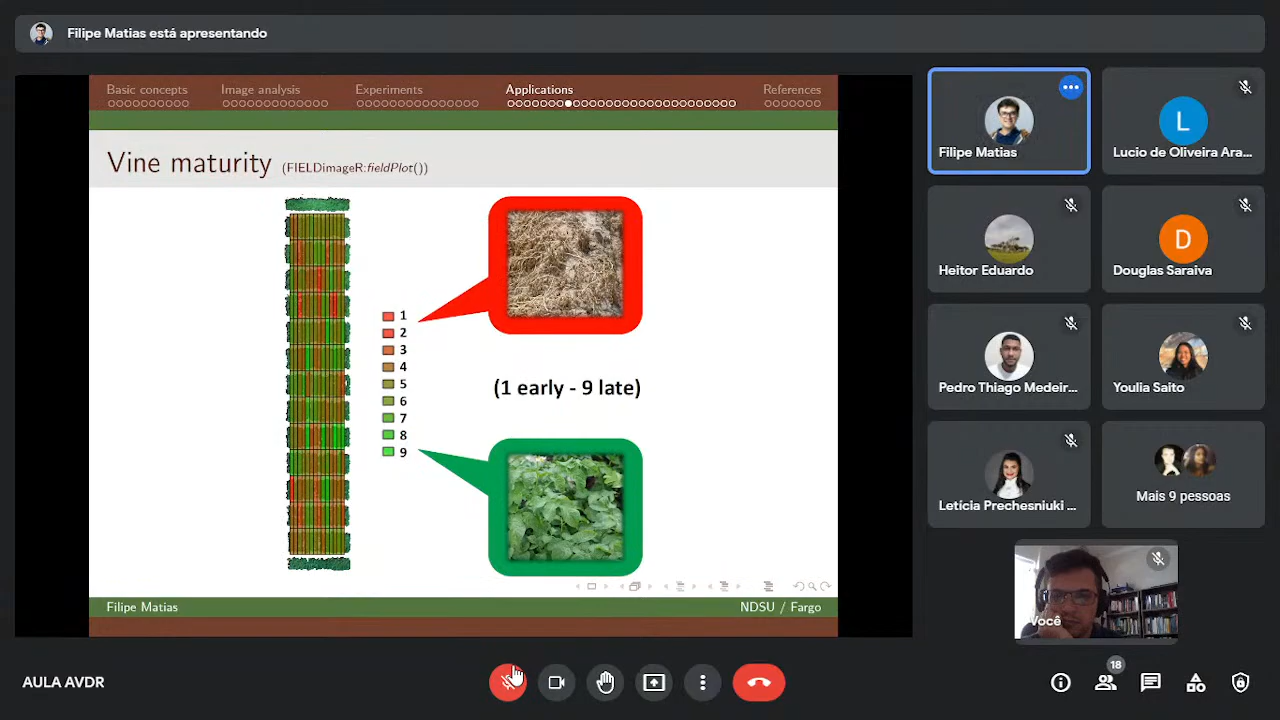 Filipe Matias está apresentando
Basic concepts
Image analysis
Experiments
Applications
References
Vine maturity (FIELDimageR:fieldPlot())
1
2
3
4
5
6
7
8
9
(1 early - 9 late)
Filipe Matias
NDSU / Fargo
Filipe Matias
L
Lucio de Oliveira Ara...
Heitor Eduardo
D
Douglas Saraiva
Pedro Thiago Medeir...
Youlia Saito
Letícia Prechesniuki ...
Mais 9 pessoas
Você
AULA AVDR
18